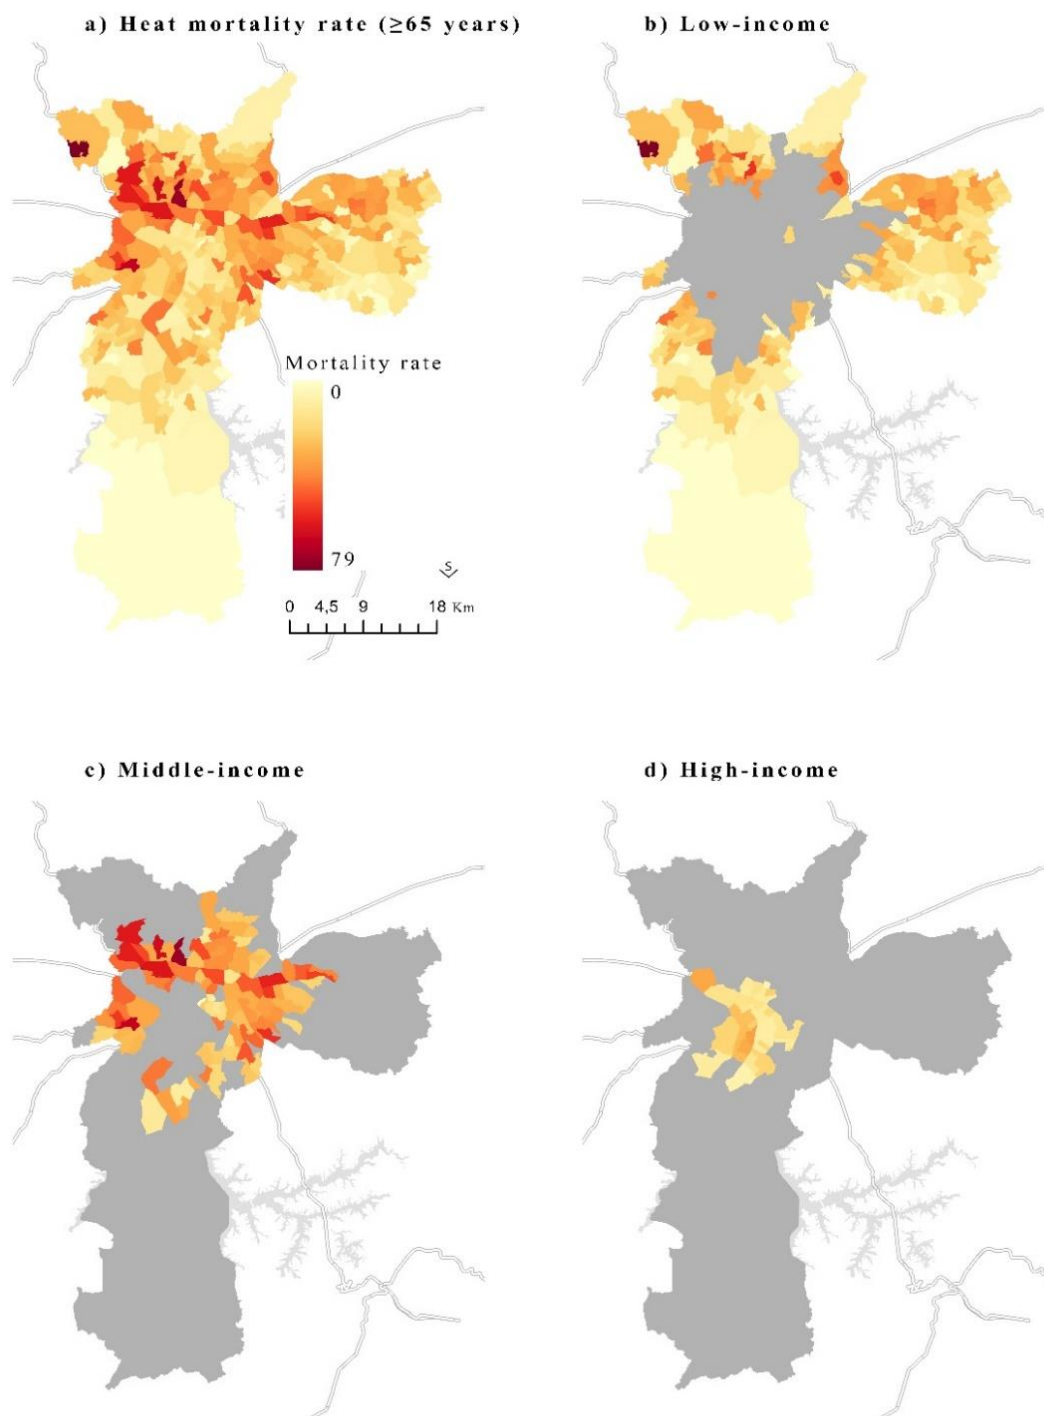 a) Heat mortality rate (≥65 years)
b) Low-income
Mortality rate
0
79
S
0 4,5 9 18 Km
c) Middle-income
d) High-income